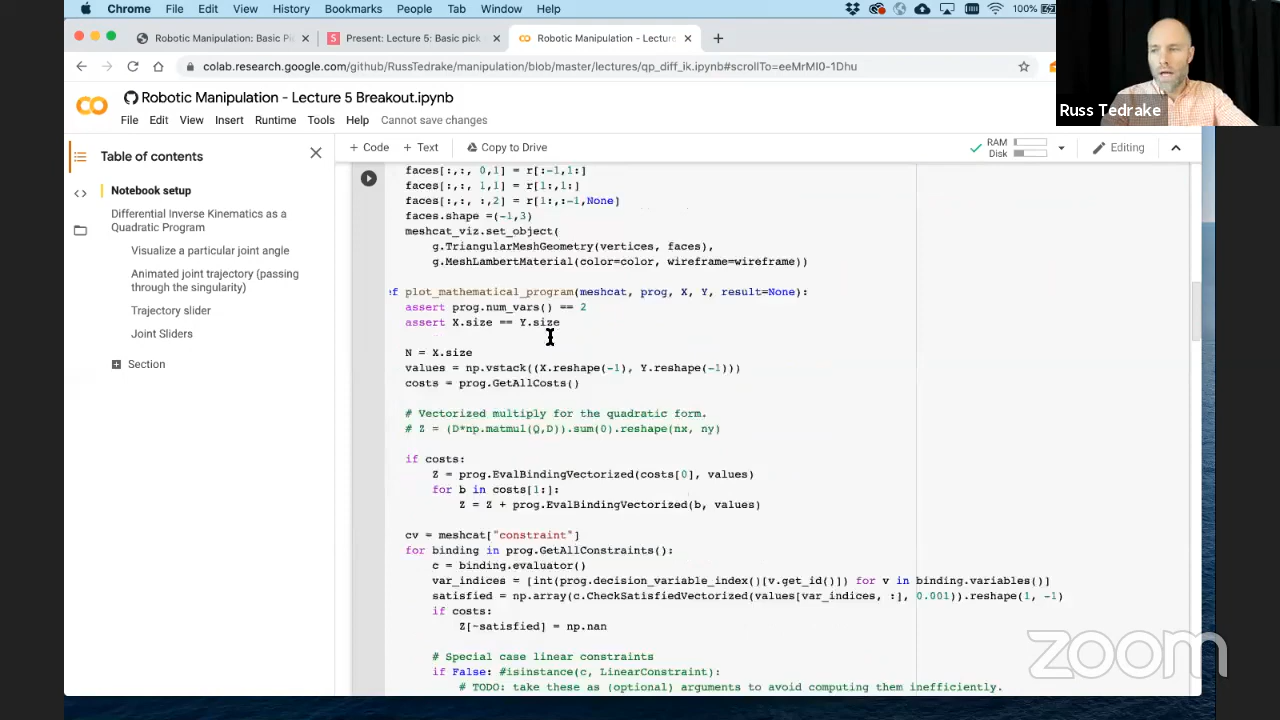 Chrome File Edit View History Bookmarks People Tab Window Help 100%
Robotic Manipulation: Basic Pi
Present: Lecture 5: Basic pick
Robotic Manipulation - Lecture
colab.research.google.com/github/RussTedrake/manipulation/blob/master/lectures/qp_diff_ik.ipynb#scrollTo=eeMrMI0-1Dhu
Russ Tedrake
Robotic Manipulation - Lecture 5 Breakout.ipynb
File Edit View Insert Runtime Tools Help Cannot save changes
Table of contents
+ Code + Text Copy to Drive
RAM
Disk
Editing
Notebook setup
Differential Inverse Kinematics as a
Quadratic Program
Visualize a particular joint angle
Animated joint trajectory (passing
through the singularity)
Trajectory slider
Joint Sliders
Section
faces[:,:, 0,1] = r[:-1,1:]
faces[:,:, 1,1] = r[1:,1:]
faces[:,:, :,2] = r[1:,:-1,None]
faces.shape =(-1,3)
meshcat_viz.set_object(
g.TriangularMeshGeometry(vertices, faces),
g.MeshLambertMaterial(color=color, wireframe=wireframe))
ef plot_mathematical_program(meshcat, prog, X, Y, result=None):
assert prog.num_vars() == 2
assert X.size == Y.size
N = X.size
values = np.vstack((X.reshape(-1), Y.reshape(-1)))
costs = prog.GetAllCosts()
# Vectorized multiply for the quadratic form.
# Z = (D*np.matmul(Q,D)).sum(0).reshape(nx, ny)
if costs:
Z = prog.EvalBindingVectorized(costs[0], values)
for b in costs[1:]:
Z = Z + prog.EvalBindingVectorized(b, values)
cv = meshcat["constraint"]
for binding in prog.GetAllConstraints():
c = binding.evaluator()
var_indices = [int(prog.decision_variable_index()[v.get_id()]) for v in binding.variables()]
satisfied = np.array(c.CheckSatisfiedVectorized(values[var_indices, :], 0.001)).reshape(1, -1)
if costs:
Z[~satisfied] = np.nan
# Special case linear constraints
if False: # isinstance(c, LinearConstraint):
# TODO: take these as (optional) arguments to avoid computing them inefficiently.
zoom